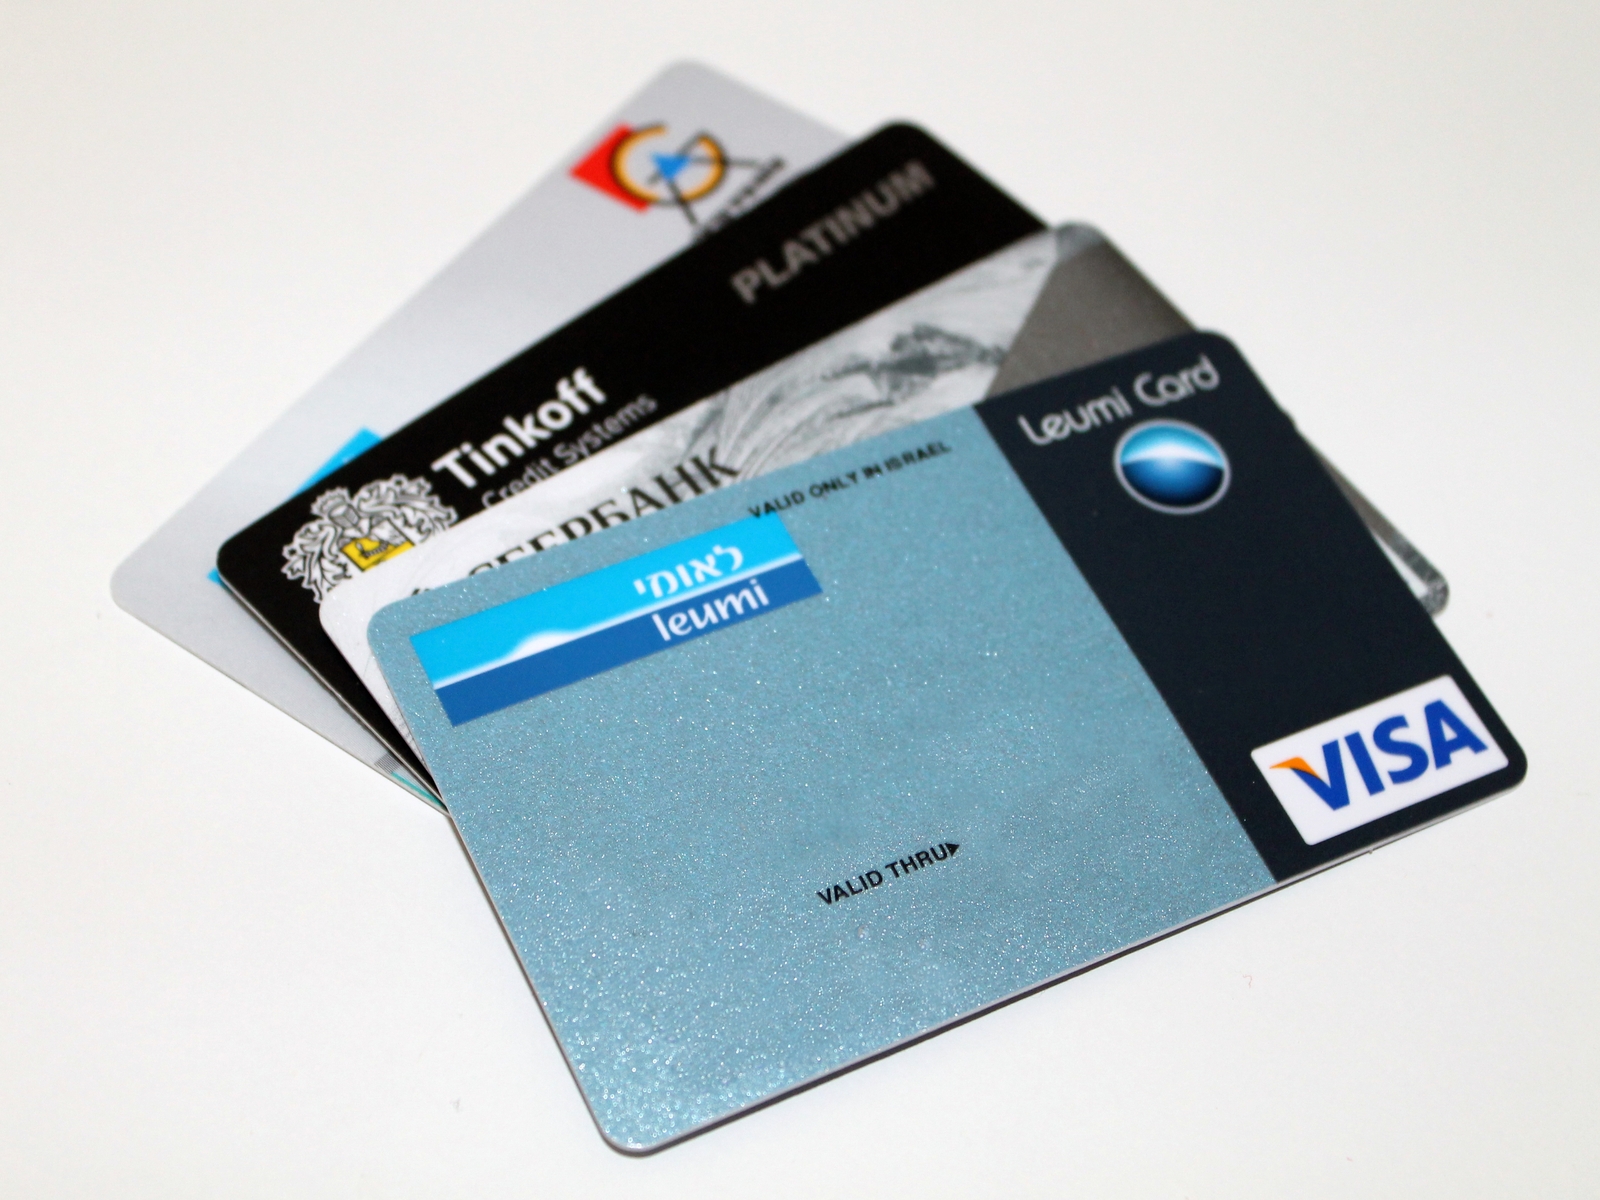 PLATINUM
Tinkoff
Credit Systems
СБЕРБАНК
Leumi Card
VALID ONLY IN ISRAEL
לאומי
leumi
VISA
VALID THRU▶